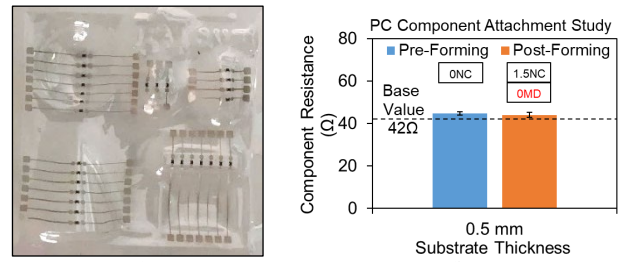 PC Component Attachment Study
Pre-Forming Post-Forming
0NC 1.5NC
0MD
Base
Value
42Ω
80
60
40
20
0
Component Resistance
(Ω)
0.5 mm
Substrate Thickness